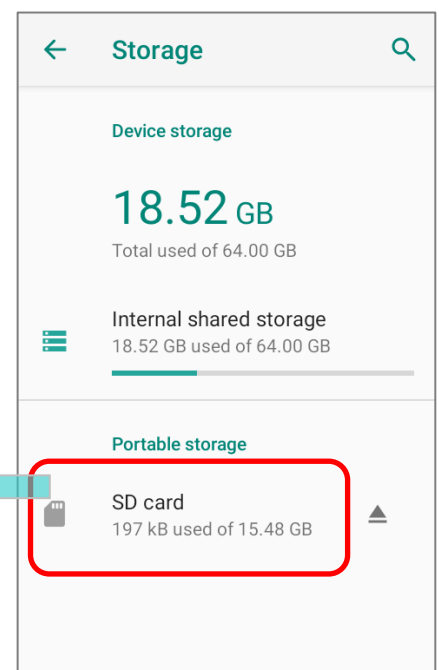 Storage
Device storage
18.52 GB
Total used of 64.00 GB
Internal shared storage
18.52 GB used of 64.00 GB
Portable storage
SD card
197 kB used of 15.48 GB